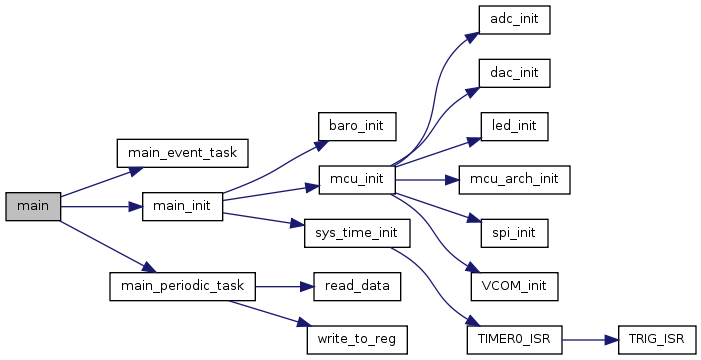 main
main_event_task
main_init
main_periodic_task
baro_init
mcu_init
sys_time_init
read_data
write_to_reg
adc_init
dac_init
led_init
mcu_arch_init
spi_init
VCOM_init
TIMER0_ISR
TRIG_ISR